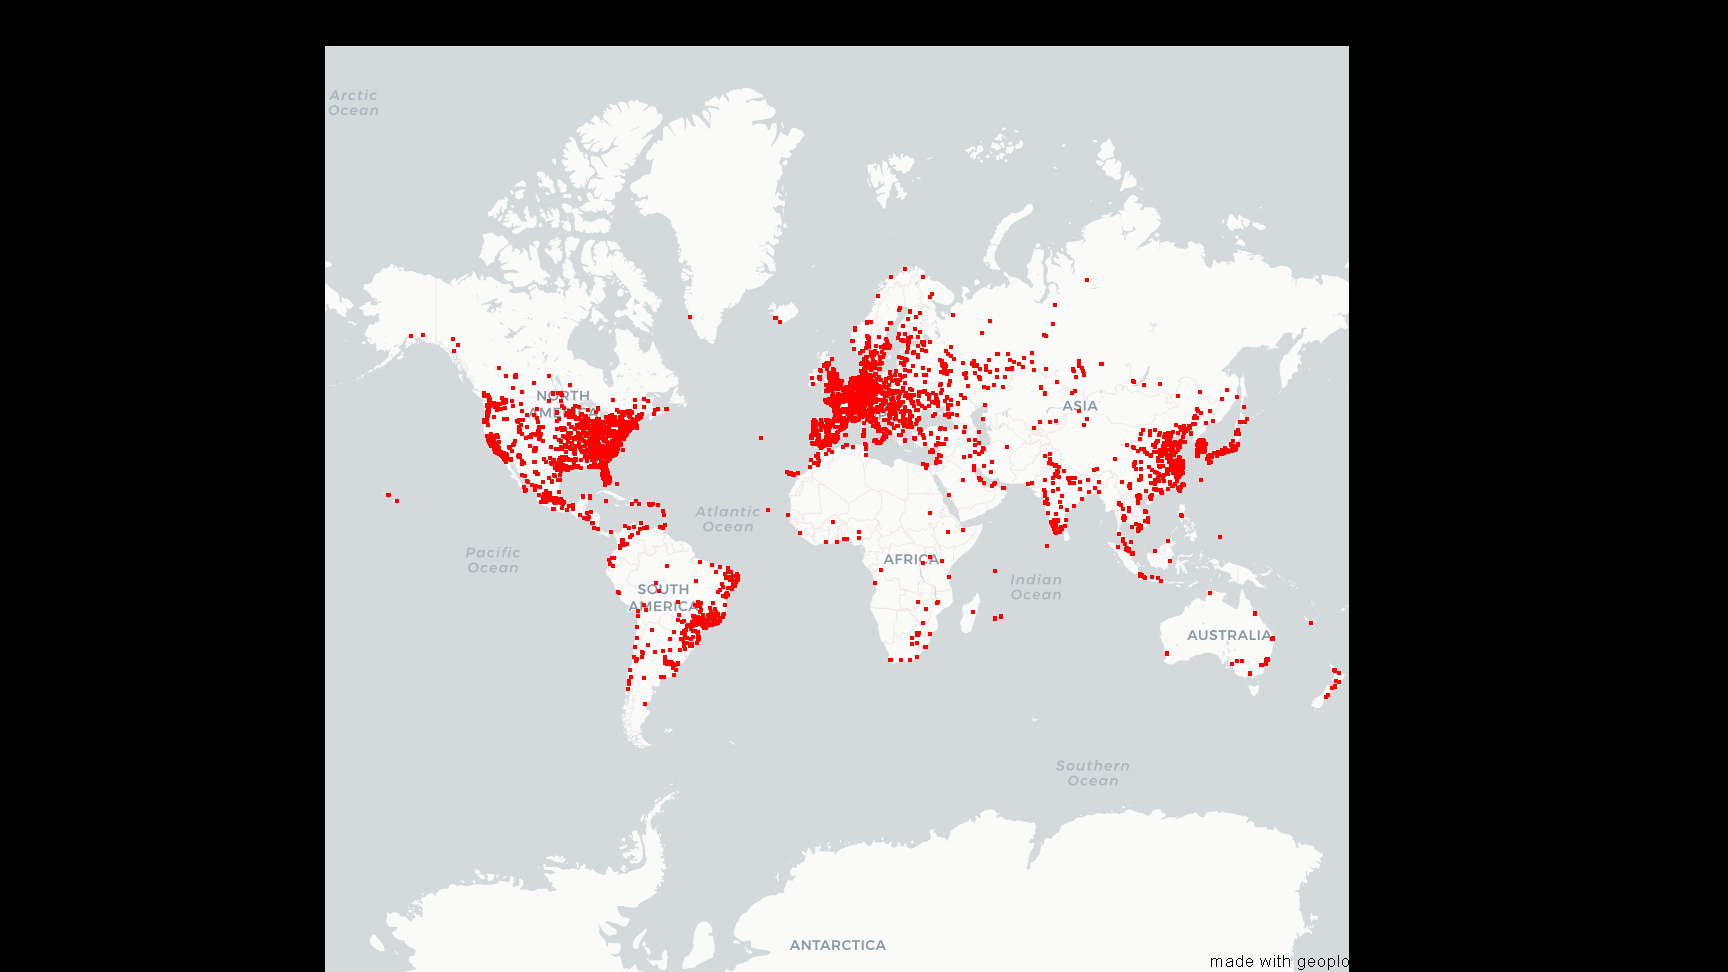 Arctic
Ocean
NORTH
AMERICA
ASIA
Atlantic
Ocean
Pacific
Ocean
AFRICA
Indian
Ocean
SOUTH
AMERICA
AUSTRALIA
Southern
Ocean
ANTARCTICA
made with geoplo